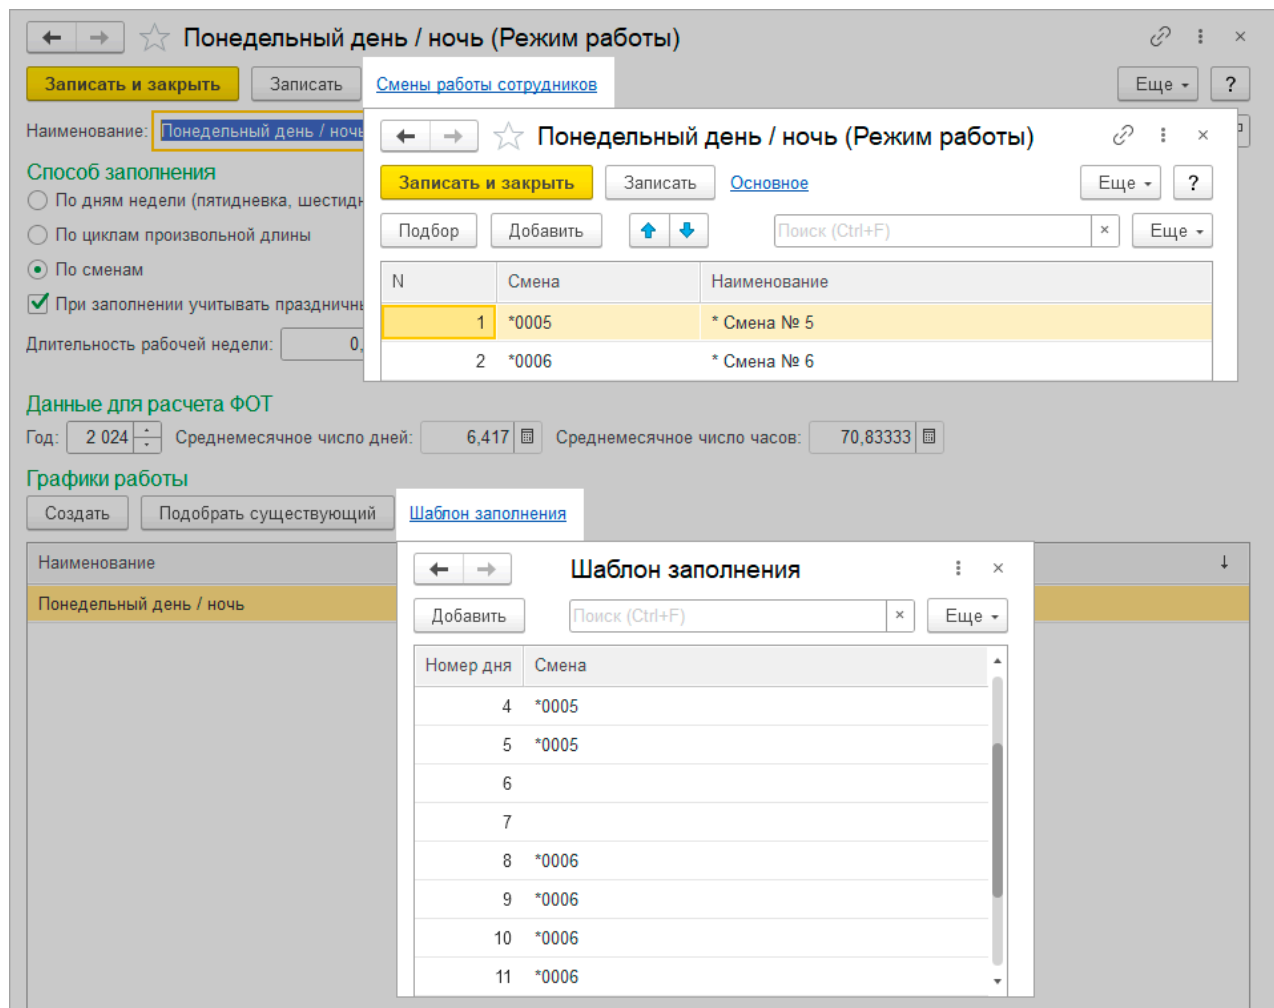 Понедельный день / ночь (Режим работы)
Записать и закрыть Записать Смены работы сотрудников Еще ?
Наименование: Понедельный день / ночь
Понедельный день / ночь (Режим работы)
Записать и закрыть Записать Основное Еще ?
Подбор Добавить Поиск (Ctrl+F) × Еще
N Смена Наименование
1 *0005 * Смена № 5
2 *0006 * Смена № 6
Способ заполнения
По дням недели (пятидневка, шестидн
По циклам произвольной длины
По сменам
При заполнении учитывать праздничны
Длительность рабочей недели: 0,
Данные для расчета ФОТ
Год: 2 024 Среднемесячное число дней: 6,417 Среднемесячное число часов: 70,83333
Графики работы
Создать Подобрать существующий Шаблон заполнения
Наименование
Понедельный день / ночь
Шаблон заполнения
Добавить Поиск (Ctrl+F) × Еще
Номер дня Смена
4 *0005
5 *0005
6
7
8 *0006
9 *0006
10 *0006
11 *0006